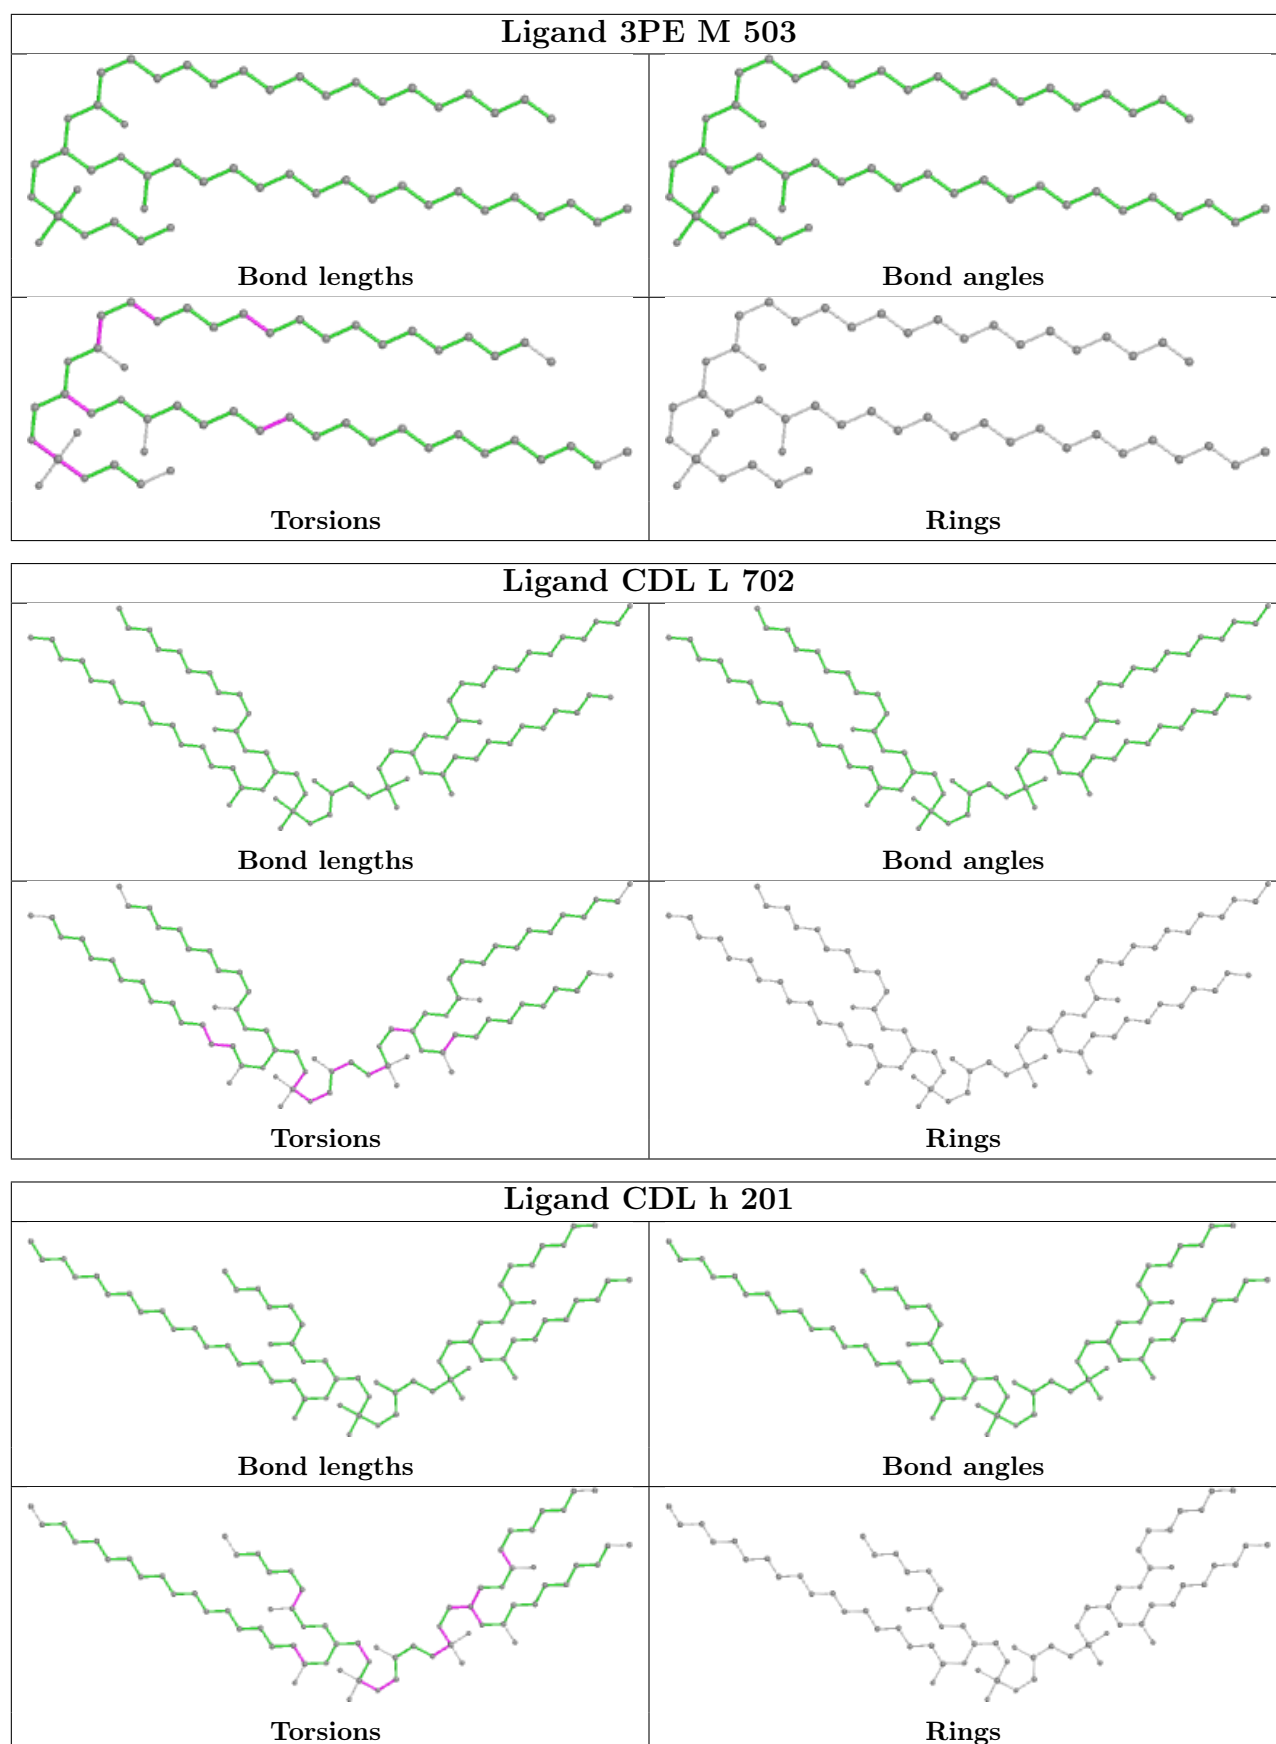 Ligand 3PE M 503
Bond lengths
Bond angles
Torsions
Rings
Ligand CDL L 702
Bond lengths
Bond angles
Torsions
Rings
Ligand CDL h 201
Bond lengths
Bond angles
Torsions
Rings